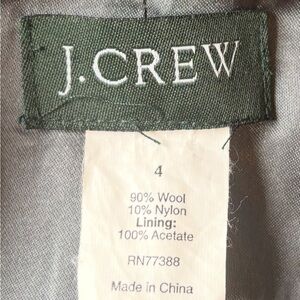 J.CREW
4
90% Wool
10% Nylon
Lining:
100% Acetate
RN77388
Made in China